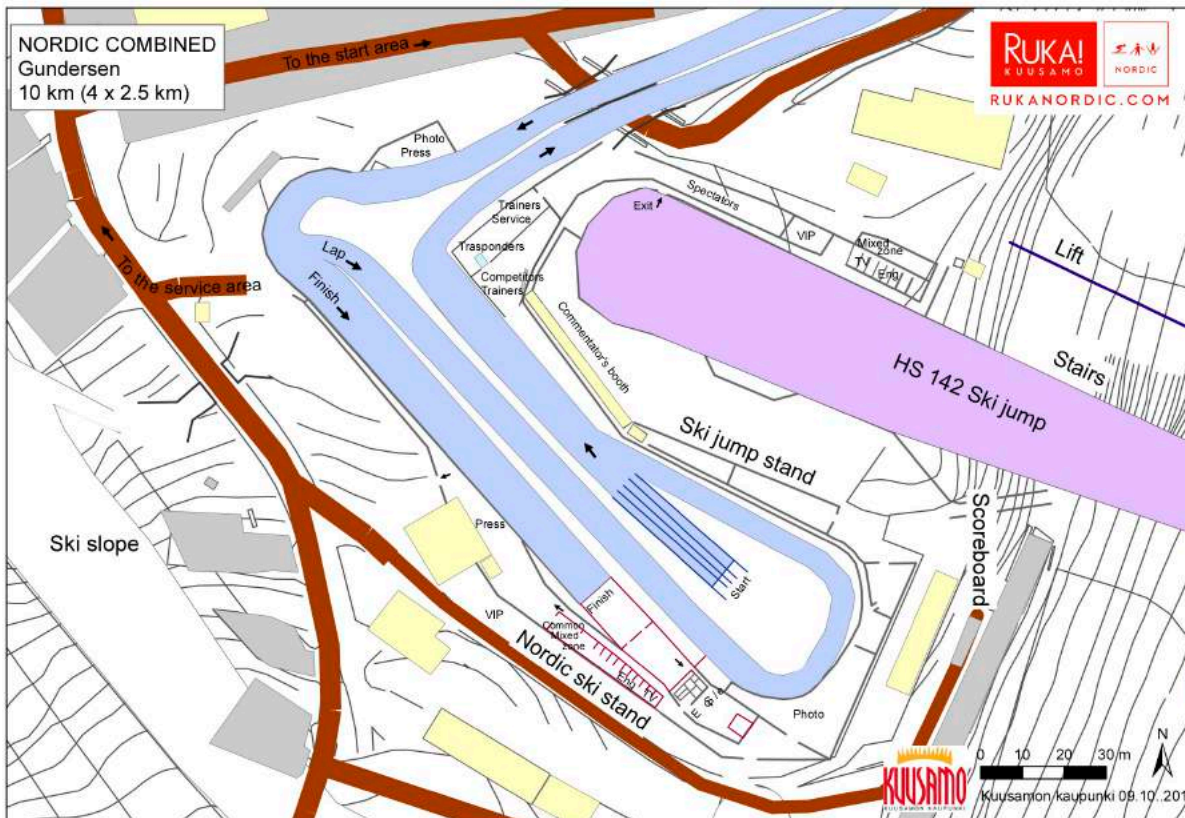 NORDIC COMBINED
Gundersen
10 km (4 x 2.5 km)
To the start area
RUKA!
KUUSAMO
NORDIC
RUKANORDIC.COM
Photo
Press
Spectators
Exit
VIP
Mixed
zone
TV
Eng
Lift
Trainers
Service
Trasponders
Competitors
Trainers
Lap
Finish
To the service area
Commentator's booth
HS 142 Ski jump
Stairs
Ski jump stand
Scoreboard
Ski slope
Press
Start
Finish
VIP
Common
Mixed
zone
Eng
TV
Nordic ski stand
Photo
KUUSAMO
KUUSAMON KAUPUNKI
0 10 20 30 m
N
Kuusamon kaupunki 09.10..201